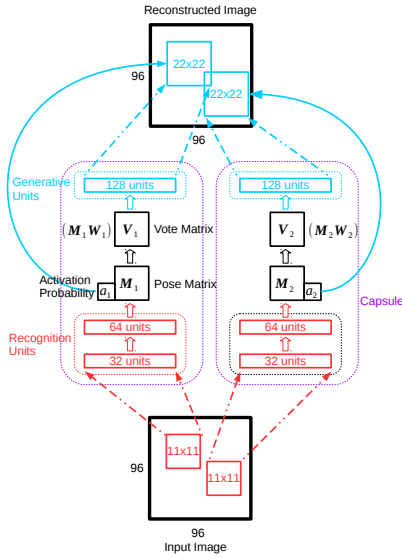 Reconstructed Image
22x22
96
22x22
96
Generative Units
128 units
128 units
(M₁W₁)
V₁
Vote Matrix
V₂
(M₂W₂)
Activation Probability
a₁
M₁
Pose Matrix
M₂
a₂
Capsule
Recognition Units
64 units
64 units
32 units
32 units
11x11
96
11x11
96
Input Image